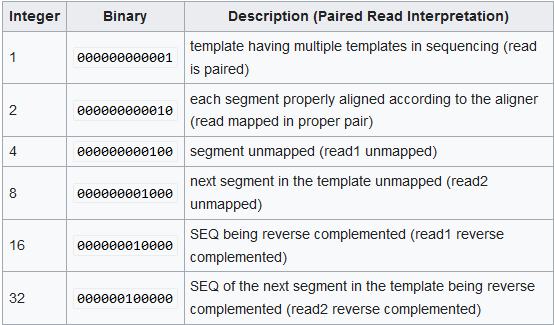 Integer Binary Description (Paired Read Interpretation)
1 000000000001 template having multiple templates in sequencing (read
is paired)
2 000000000010 each segment properly aligned according to the aligner
(read mapped in proper pair)
4 000000000100 segment unmapped (read1 unmapped)
8 000000001000 next segment in the template unmapped (read2
unmapped)
16 000000010000 SEQ being reverse complemented (read1 reverse
complemented)
32 000000100000 SEQ of the next segment in the template being reverse
complemented (read2 reverse complemented)